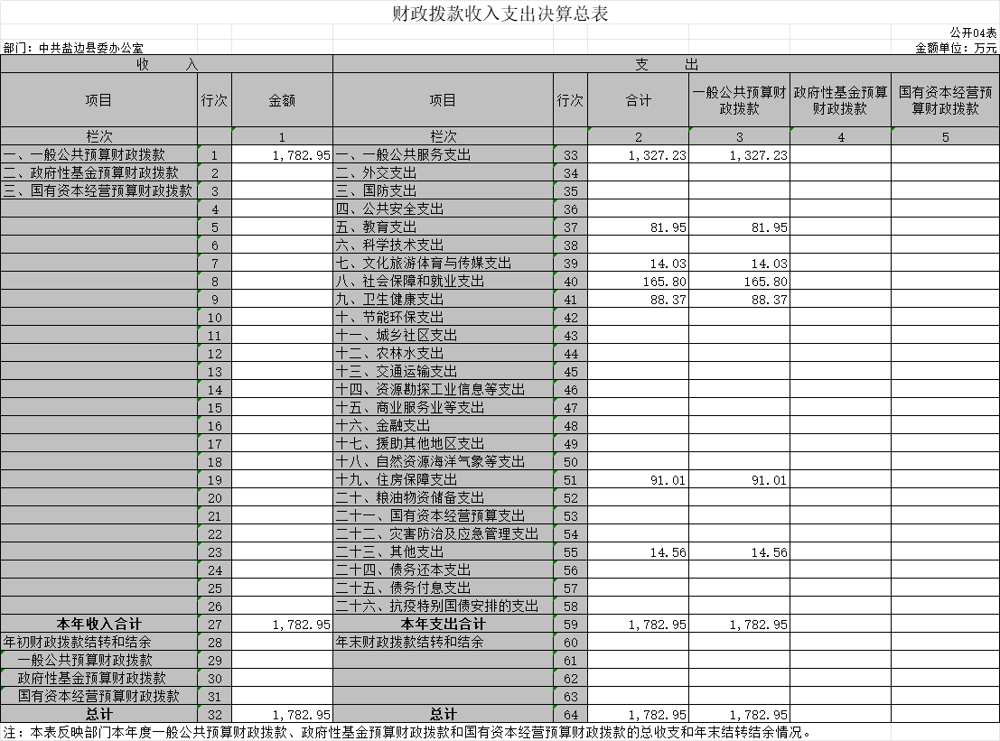 财政拨款收入支出决算总表
公开04表
部门：中共盐边县委办公室 金额单位：万元
收 入 支 出
项目 行次 金额 项目 行次 合计 一般公共预算财政拨款 政府性基金预算财政拨款 国有资本经营预算财政拨款
栏次 1 栏次 2 3 4 5
一、一般公共预算财政拨款 1 1,782.95 一、一般公共服务支出 33 1,327.23 1,327.23
二、政府性基金预算财政拨款 2 二、外交支出 34
三、国有资本经营预算财政拨款 3 三、国防支出 35
4 四、公共安全支出 36
5 五、教育支出 37 81.95 81.95
6 六、科学技术支出 38
7 七、文化旅游体育与传媒支出 39 14.03 14.03
8 八、社会保障和就业支出 40 165.80 165.80
9 九、卫生健康支出 41 88.37 88.37
10 十、节能环保支出 42
11 十一、城乡社区支出 43
12 十二、农林水支出 44
13 十三、交通运输支出 45
14 十四、资源勘探工业信息等支出 46
15 十五、商业服务业等支出 47
16 十六、金融支出 48
17 十七、援助其他地区支出 49
18 十八、自然资源海洋气象等支出 50
19 十九、住房保障支出 51 91.01 91.01
20 二十、粮油物资储备支出 52
21 二十一、国有资本经营预算支出 53
22 二十二、灾害防治及应急管理支出 54
23 二十三、其他支出 55 14.56 14.56
24 二十四、债务还本支出 56
25 二十五、债务付息支出 57
26 二十六、抗疫特别国债安排的支出 58
本年收入合计 27 1,782.95 本年支出合计 59 1,782.95 1,782.95
年初财政拨款结转和结余 28 年末财政拨款结转和结余 60
一般公共预算财政拨款 29 61
政府性基金预算财政拨款 30 62
国有资本经营预算财政拨款 31 63
总计 32 1,782.95 总计 64 1,782.95 1,782.95
注：本表反映部门本年度一般公共预算财政拨款、政府性基金预算财政拨款和国有资本经营预算财政拨款的总收支和年末结转结余情况。